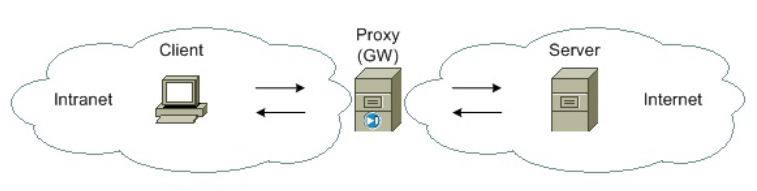 Client
Proxy
(GW)
Server
Intranet
Internet